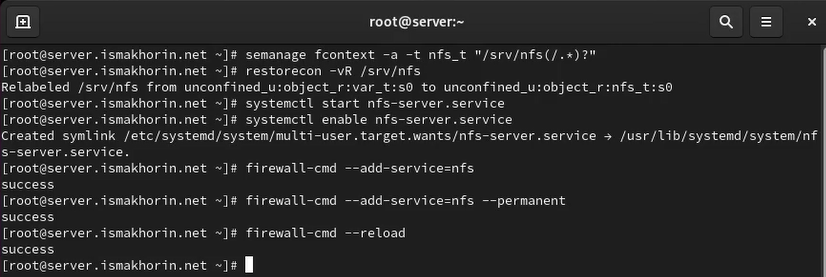 root@server:~
[root@server.ismakhorin.net ~]# semanage fcontext -a -t nfs_t "/srv/nfs(/.*)?"
[root@server.ismakhorin.net ~]# restorecon -vR /srv/nfs
Relabeled /srv/nfs from unconfined_u:object_r:var_t:s0 to unconfined_u:object_r:nfs_t:s0
[root@server.ismakhorin.net ~]# systemctl start nfs-server.service
[root@server.ismakhorin.net ~]# systemctl enable nfs-server.service
Created symlink /etc/systemd/system/multi-user.target.wants/nfs-server.service → /usr/lib/systemd/system/nf
s-server.service.
[root@server.ismakhorin.net ~]# firewall-cmd --add-service=nfs
success
[root@server.ismakhorin.net ~]# firewall-cmd --add-service=nfs --permanent
success
[root@server.ismakhorin.net ~]# firewall-cmd --reload
success
[root@server.ismakhorin.net ~]#